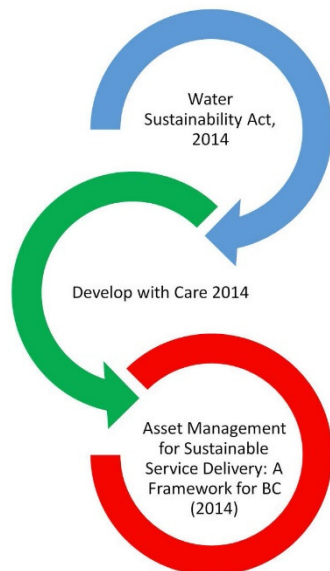 Water
Sustainability Act,
2014
Develop with Care 2014
Asset Management
for Sustainable
Service Delivery: A
Framework for BC
(2014)